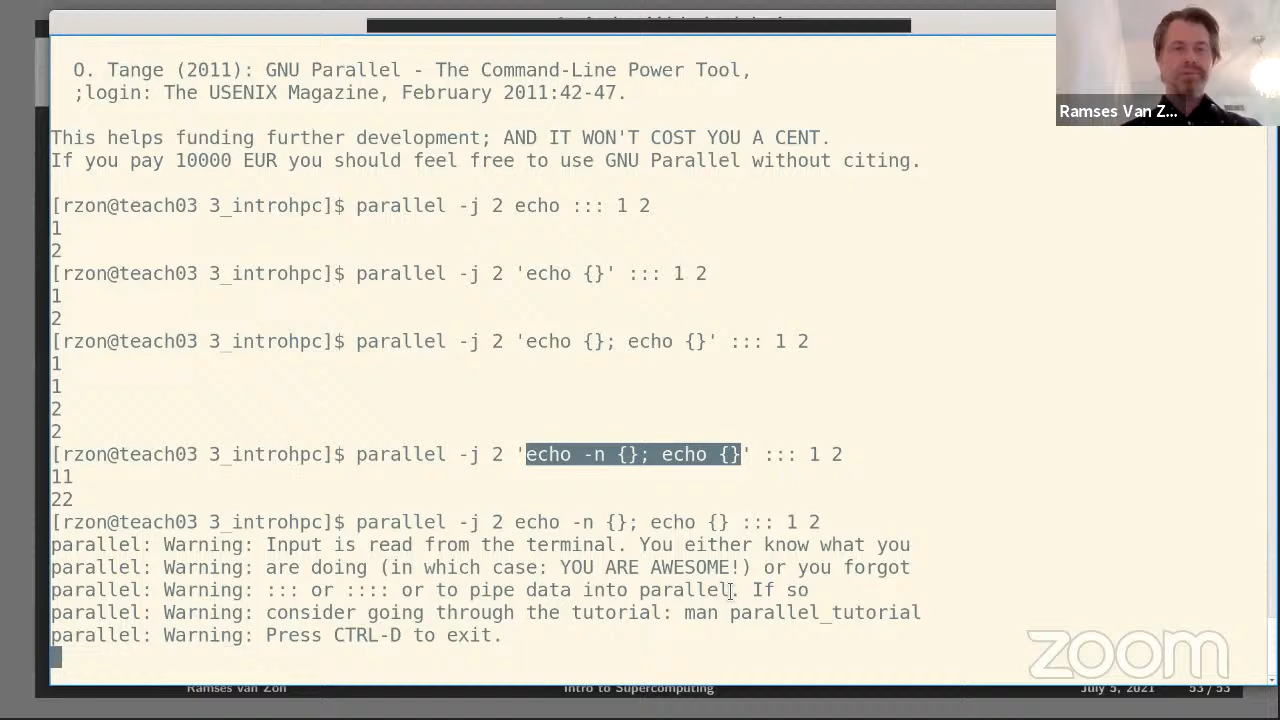 O. Tange (2011): GNU Parallel - The Command-Line Power Tool,
;login: The USENIX Magazine, February 2011:42-47.
This helps funding further development; AND IT WON'T COST YOU A CENT.
If you pay 10000 EUR you should feel free to use GNU Parallel without citing.
[rzon@teach03 3_introhpc]$ parallel -j 2 echo ::: 1 2
1
2
[rzon@teach03 3_introhpc]$ parallel -j 2 'echo {}' ::: 1 2
1
2
[rzon@teach03 3_introhpc]$ parallel -j 2 'echo {}; echo {}' ::: 1 2
1
1
2
2
[rzon@teach03 3_introhpc]$ parallel -j 2 'echo -n {}; echo {}' ::: 1 2
11
22
[rzon@teach03 3_introhpc]$ parallel -j 2 echo -n {}; echo {} ::: 1 2
parallel: Warning: Input is read from the terminal. You either know what you
parallel: Warning: are doing (in which case: YOU ARE AWESOME!) or you forgot
parallel: Warning: ::: or :::: or to pipe data into parallel. If so
parallel: Warning: consider going through the tutorial: man parallel_tutorial
parallel: Warning: Press CTRL-D to exit.
Ramses Van Z...
zoom
Ramses Van Zon Intro to Supercomputing July 5, 2021 53 / 53